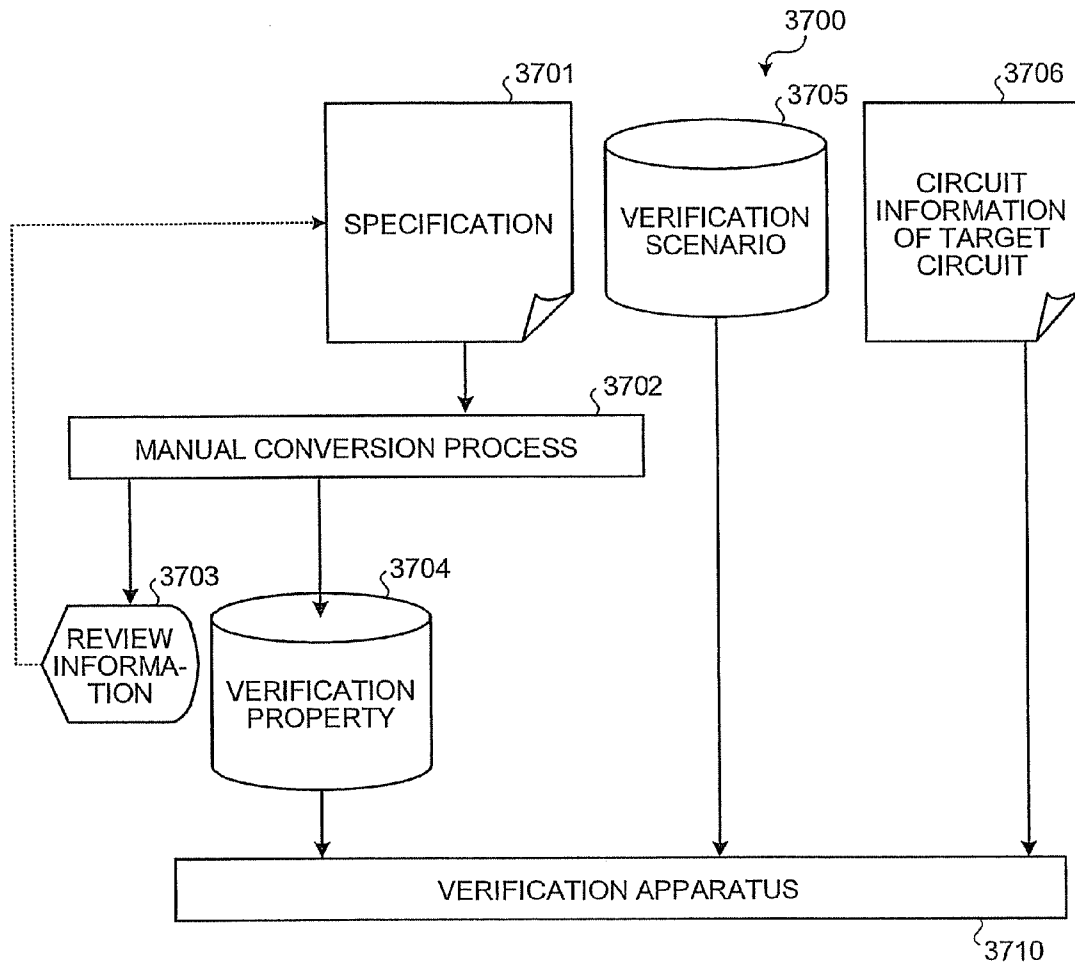 3700
3701
3705
3706
SPECIFICATION
VERIFICATION
SCENARIO
CIRCUIT
INFORMATION
OF TARGET
CIRCUIT
3702
MANUAL CONVERSION PROCESS
3703
3704
REVIEW
INFORMA-
TION
VERIFICATION
PROPERTY
VERIFICATION APPARATUS
3710